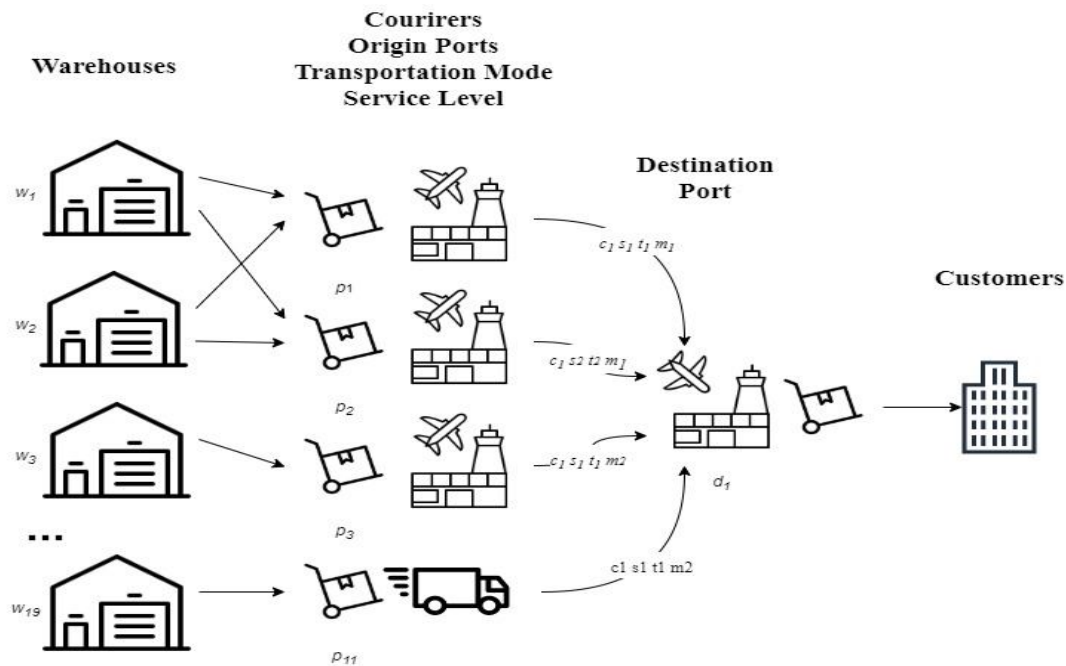 Warehouses
Courirers
Origin Ports
Transportation Mode
Service Level
Destination
Port
Customers
w1
w2
w3
...
w19
p1
p2
p3
p11
c1 s1 t1 m1
c1 s2 t2 m1
c1 s1 t1 m2
c1 s1 t1 m2
d1